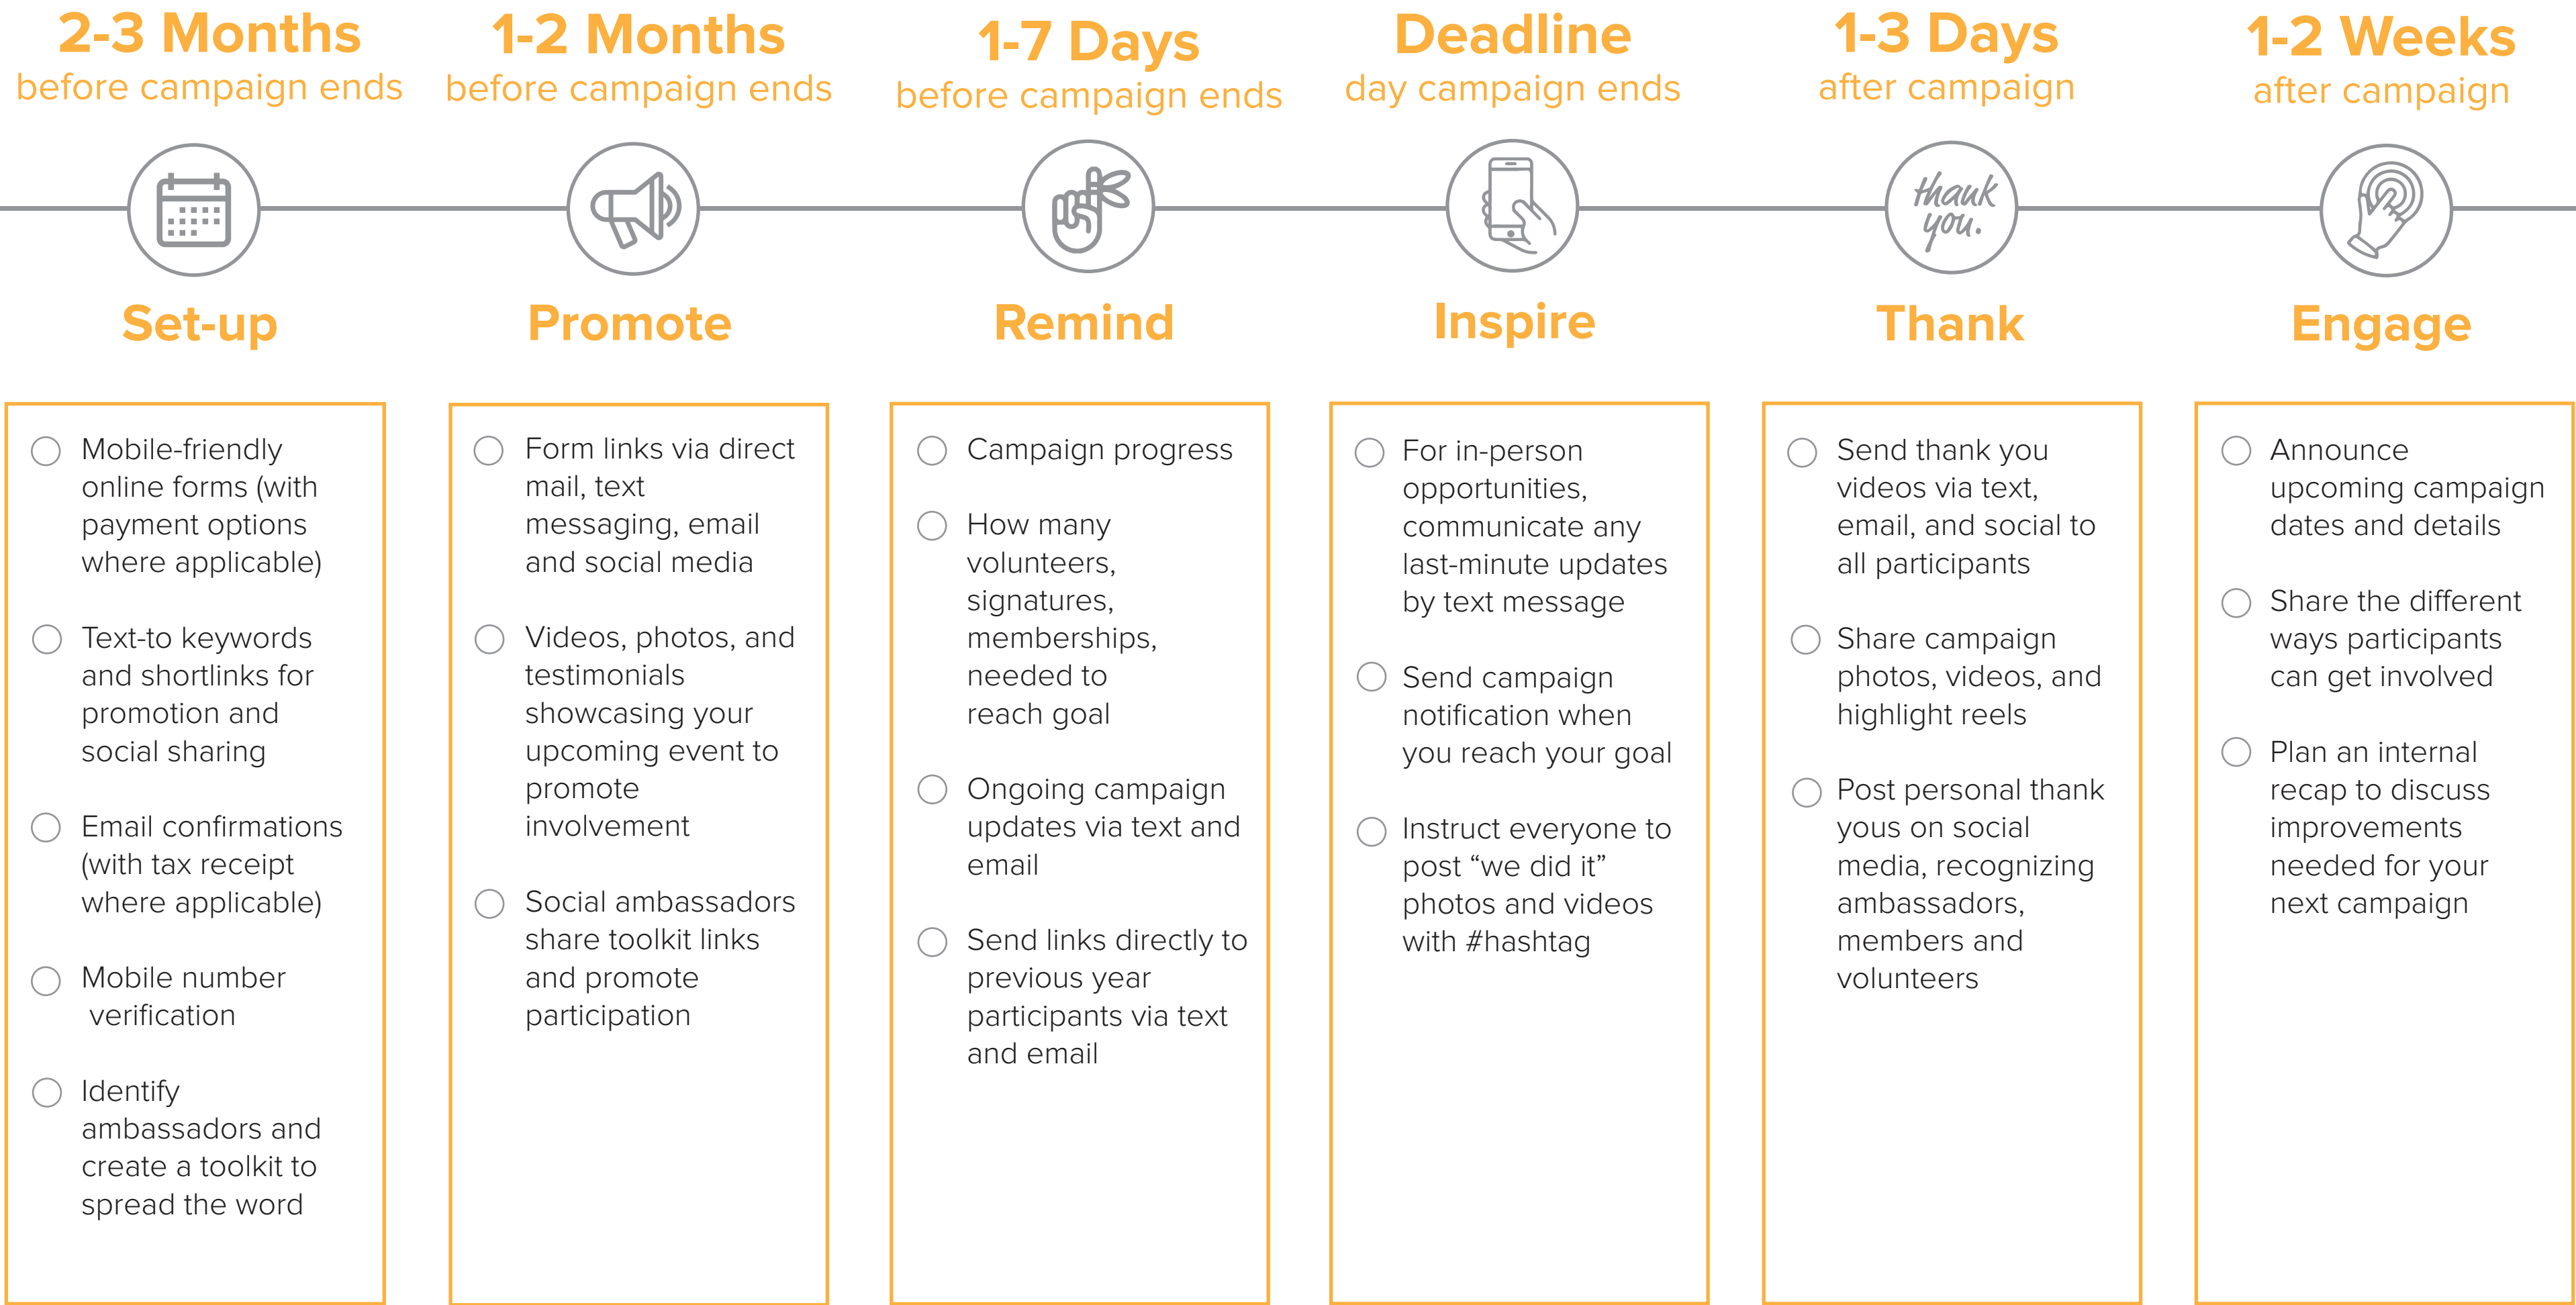 2-3 Months
before campaign ends
1-2 Months
before campaign ends
1-7 Days
before campaign ends
Deadline
day campaign ends
1-3 Days
after campaign
1-2 Weeks
after campaign
thank
you.
Set-up
Promote
Remind
Inspire
Thank
Engage
Mobile-friendly
online forms (with
payment options
where applicable)
Text-to keywords
and shortlinks for
promotion and
social sharing
Email confirmations
(with tax receipt
where applicable)
Mobile number
verification
Identify
ambassadors and
create a toolkit to
spread the word
Form links via direct
mail, text
messaging, email
and social media
Videos, photos, and
testimonials
showcasing your
upcoming event to
promote
involvement
Social ambassadors
share toolkit links
and promote
participation
Campaign progress
How many
volunteers,
signatures,
memberships,
needed to
reach goal
Ongoing campaign
updates via text and
email
Send links directly to
previous year
participants via text
and email
For in-person
opportunities,
communicate any
last-minute updates
by text message
Send campaign
notification when
you reach your goal
Instruct everyone to
post “we did it”
photos and videos
with #hashtag
Send thank you
videos via text,
email, and social to
all participants
Share campaign
photos, videos, and
highlight reels
Post personal thank
yous on social
media, recognizing
ambassadors,
members and
volunteers
Announce
upcoming campaign
dates and details
Share the different
ways participants
can get involved
Plan an internal
recap to discuss
improvements
needed for your
next campaign